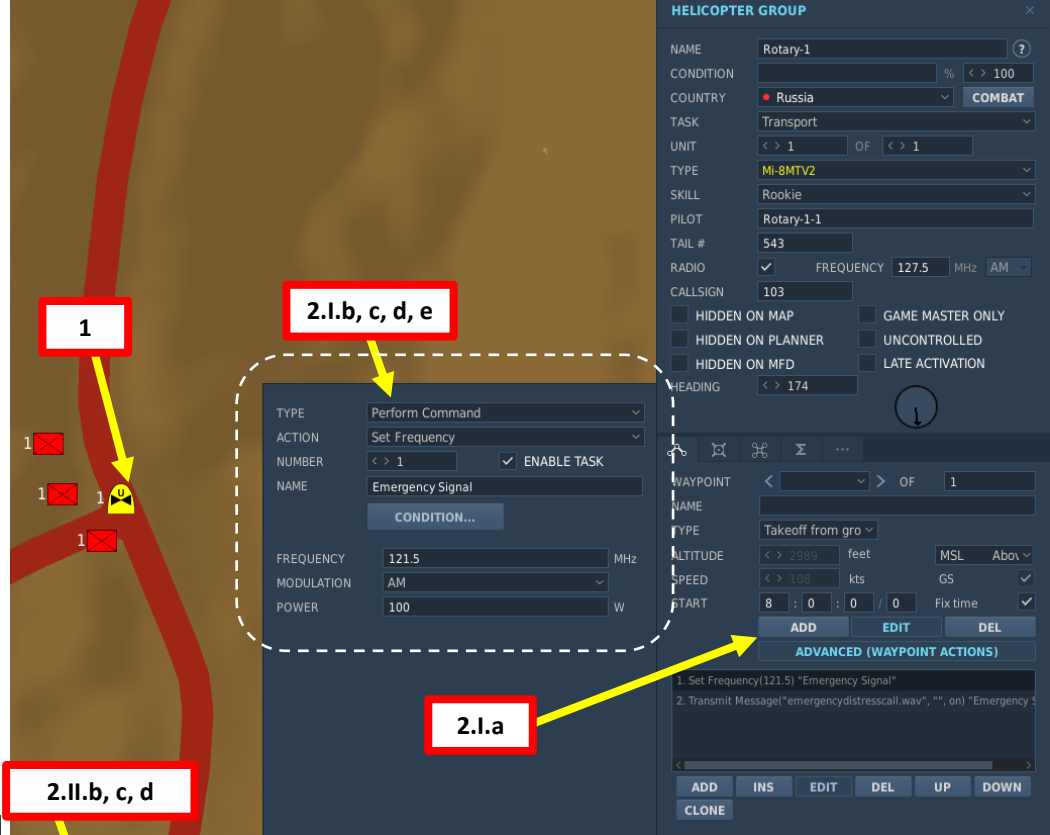 HELICOPTER GROUP ×
NAME Rotary-1 ?
CONDITION % < > 100
COUNTRY Russia COMBAT
TASK Transport
UNIT < > 1 OF < > 1
TYPE Mi-8MTV2
SKILL Rookie
PILOT Rotary-1-1
TAIL # 543
RADIO FREQUENCY 127.5 MHz AM
CALLSIGN 103
HIDDEN ON MAP GAME MASTER ONLY
HIDDEN ON PLANNER UNCONTROLLED
HIDDEN ON MFD LATE ACTIVATION
HEADING < > 174
1
2.I.b, c, d, e
TYPE Perform Command
ACTION Set Frequency
NUMBER < > 1 ENABLE TASK
NAME Emergency Signal
CONDITION...
FREQUENCY 121.5 MHz
MODULATION AM
POWER 100 W
1
1
1 U
1
Σ ...
WAYPOINT < > OF 1
NAME
TYPE Takeoff from gro
ALTITUDE < > 2989 feet MSL Abov
SPEED < > 108 kts GS
START 8 : 0 : 0 / 0 Fix time
ADD EDIT DEL
ADVANCED (WAYPOINT ACTIONS)
1. Set Frequency(121.5) "Emergency Signal"
2. Transmit Message("emergencydistresscall.wav", "", on) "Emergency S
< >
ADD INS EDIT DEL UP DOWN
CLONE
2.I.a
2.II.b, c, d